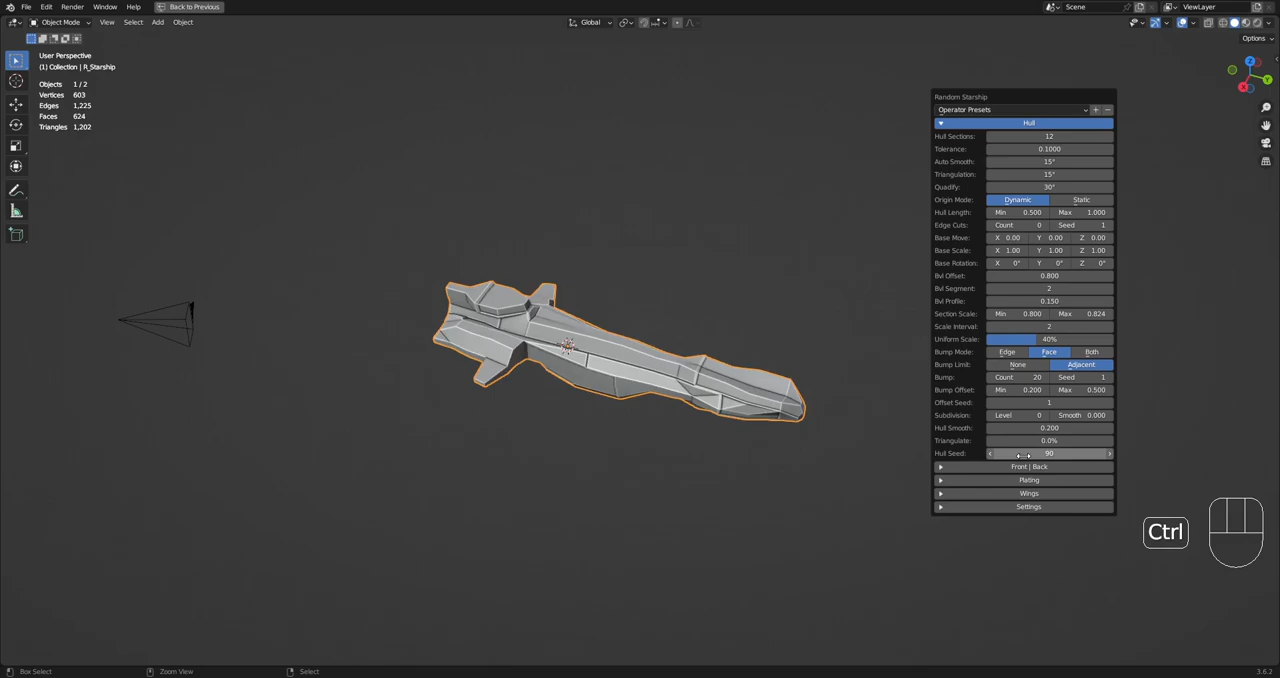 File Edit Render Window Help Back to Previous Scene ViewLayer
Object Mode View Select Add Object Global
Options
User Perspective
(1) Collection | R_Starship
Objects 1 / 2
Vertices 603
Edges 1,225
Faces 624
Triangles 1,202
Z
Y
X
Random Starship
Operator Presets
Hull
Hull Sections: 12
Tolerance: 0.1000
Auto Smooth: 15°
Triangulation: 15°
Quadify: 30°
Origin Mode: Dynamic Static
Hull Length: Min 0.500 Max 1.000
Edge Cuts: Count 0 Seed 1
Base Move: X 0.00 Y 0.00 Z 0.00
Base Scale: X 1.00 Y 1.00 Z 1.00
Base Rotation: X 0° Y 0° Z 0°
Bvl Offset: 0.800
Bvl Segment: 2
Bvl Profile: 0.150
Section Scale: Min 0.800 Max 0.824
Scale Interval: 2
Uniform Scale: 40%
Bump Mode: Edge Face Both
Bump Limit: None Adjacent
Bump: Count 20 Seed 1
Bump Offset: Min 0.200 Max 0.500
Offset Seed: 1
Subdivision: Level 0 Smooth 0.000
Hull Smooth: 0.200
Triangulate: 0.0%
Hull Seed: 90
Front | Back
Plating
Wings
Settings
Ctrl
Box Select Zoom View Select 3.6.2